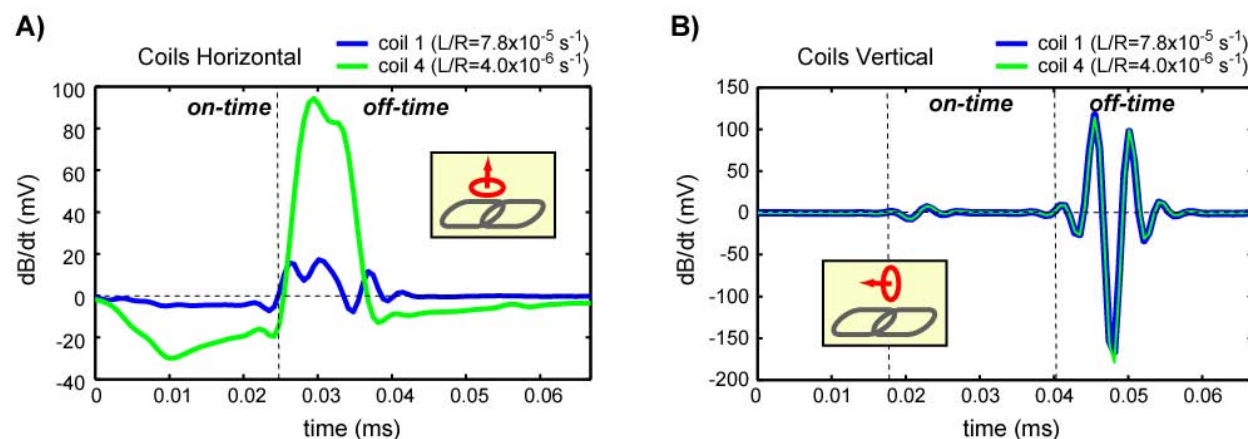 A)
Coils Horizontal
coil 1 (L/R=7.8x10⁻⁵ s⁻¹)
coil 4 (L/R=4.0x10⁻⁶ s⁻¹)
on-time
off-time
dB/dt (mV)
100
80
60
40
20
0
-20
-40
0
0.01
0.02
0.03
0.04
0.05
0.06
time (ms)
B)
Coils Vertical
coil 1 (L/R=7.8x10⁻⁵ s⁻¹)
coil 4 (L/R=4.0x10⁻⁶ s⁻¹)
on-time
off-time
dB/dt (mV)
150
100
50
0
-50
-100
-150
-200
0
0.01
0.02
0.03
0.04
0.05
0.06
time (ms)